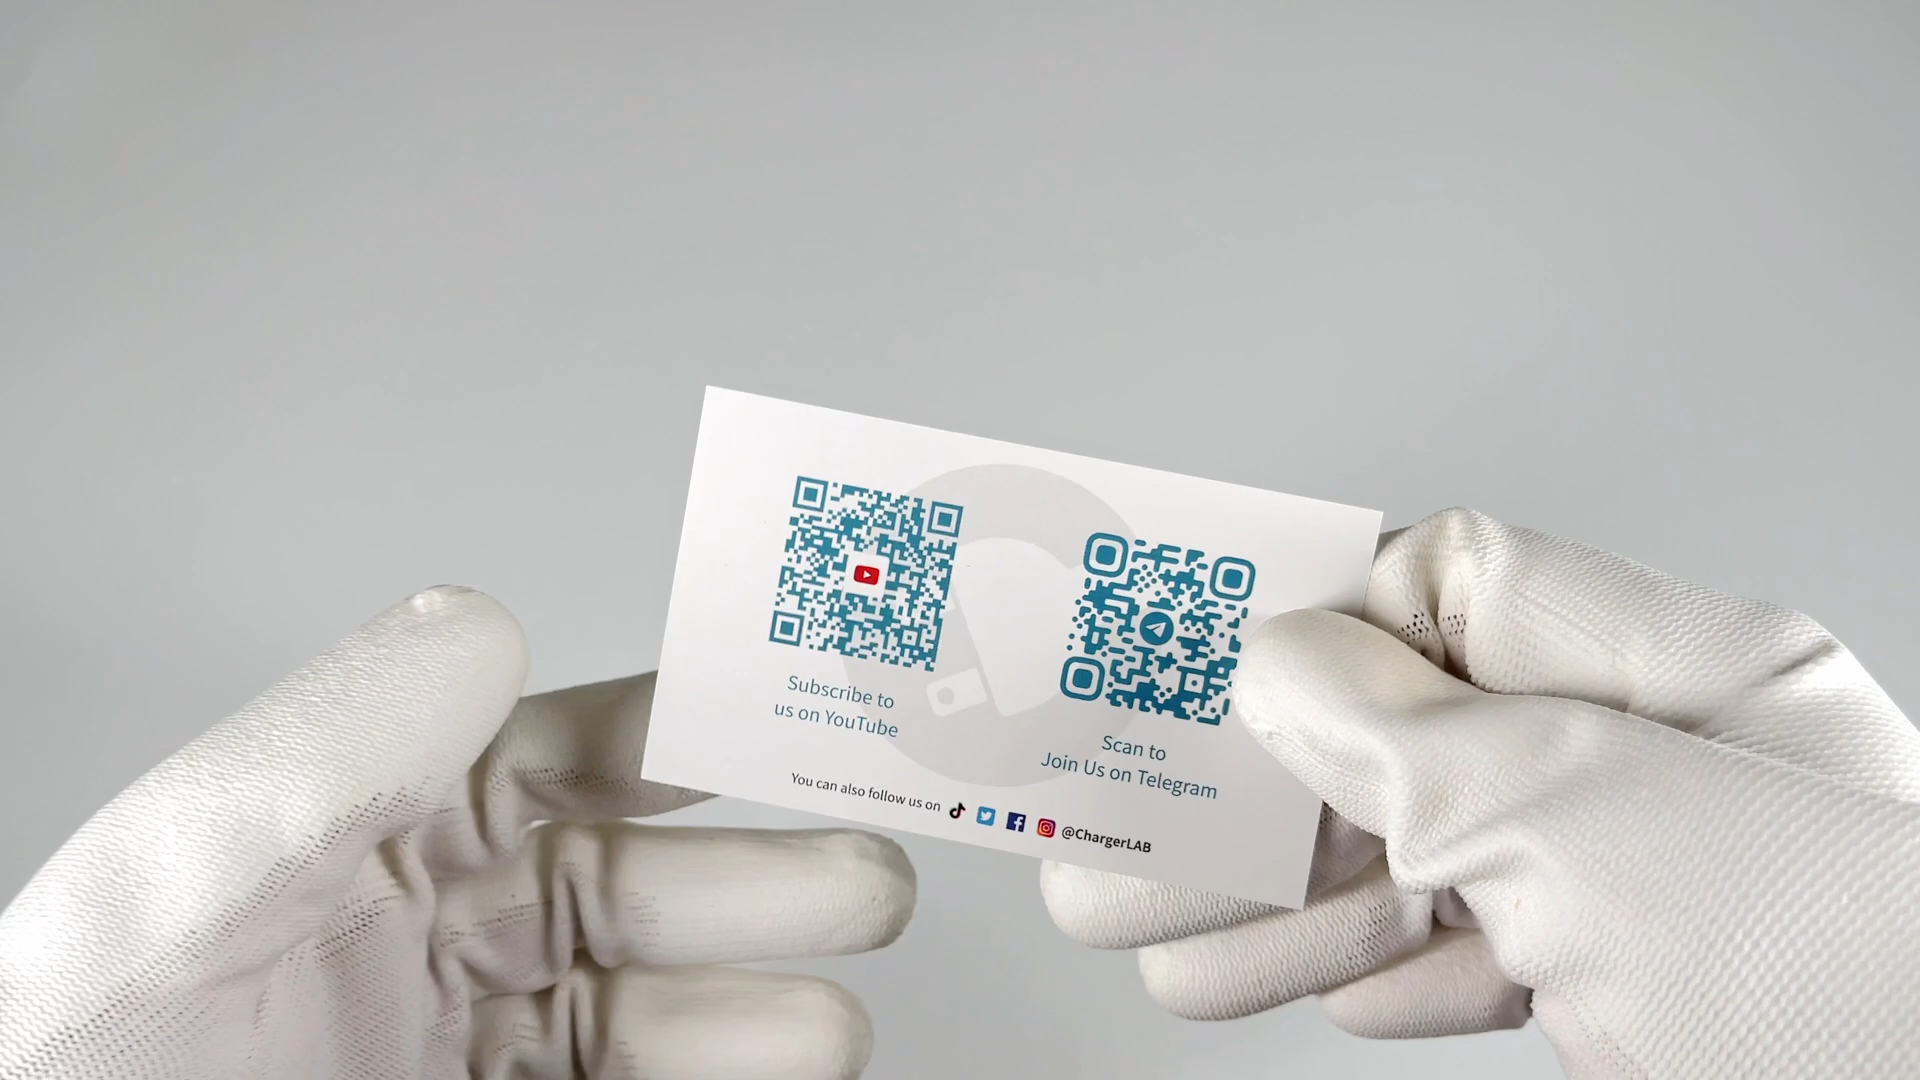 Subscribe to
us on YouTube
Scan to
Join Us on Telegram
You can also follow us on @ChargerLAB